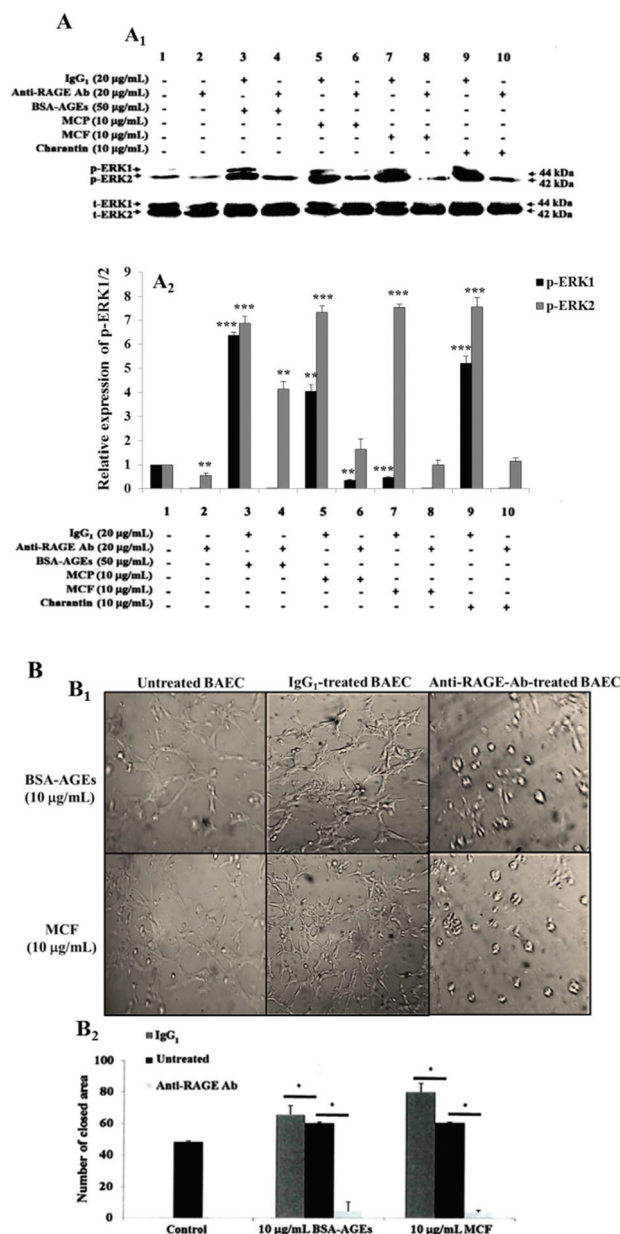 A
A1
1 2 3 4 5 6 7 8 9 10
IgG1 (20 µg/mL) - - + - + - + - + -
Anti-RAGE Ab (20 µg/mL) - + - + - + - + - +
BSA-AGEs (50 µg/mL) - - + + - - - - - -
MCP (10 µg/mL) - - - - + + - - - -
MCF (10 µg/mL) - - - - - - + + - -
Charantin (10 µg/mL) - - - - - - - - + +
p-ERK1 44 kDa
p-ERK2 42 kDa
t-ERK1 44 kDa
t-ERK2 42 kDa
A2
p-ERK1
p-ERK2
Relative expression of p-ERK1/2
9
8
7
6
5
4
3
2
1
0
** *** *** ** ** *** ** *** *** *** ***
1 2 3 4 5 6 7 8 9 10
IgG1 (20 µg/mL) - - + - + - + - + -
Anti-RAGE Ab (20 µg/mL) - + - + - + - + - +
BSA-AGEs (50 µg/mL) - - + + - - - - - -
MCP (10 µg/mL) - - - - + + - - - -
MCF (10 µg/mL) - - - - - - + + - -
Charantin (10 µg/mL) - - - - - - - - + +
B
B1
Untreated BAEC IgG1-treated BAEC Anti-RAGE-Ab-treated BAEC
BSA-AGEs
(10 µg/mL)
MCF
(10 µg/mL)
B2
IgG1
Untreated
Anti-RAGE Ab
Number of closed area
100
80
60
40
20
0
* * * *
Control 10 µg/mL BSA-AGEs 10 µg/mL MCF